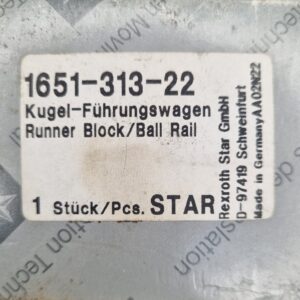 1651-313-22
Kugel-Führungswagen
Runner Block/Ball Rail
1 Stück/Pcs. STAR
Rexroth Star GmbH
D-97419 Schweinfurt
Made in Germany AA02N22